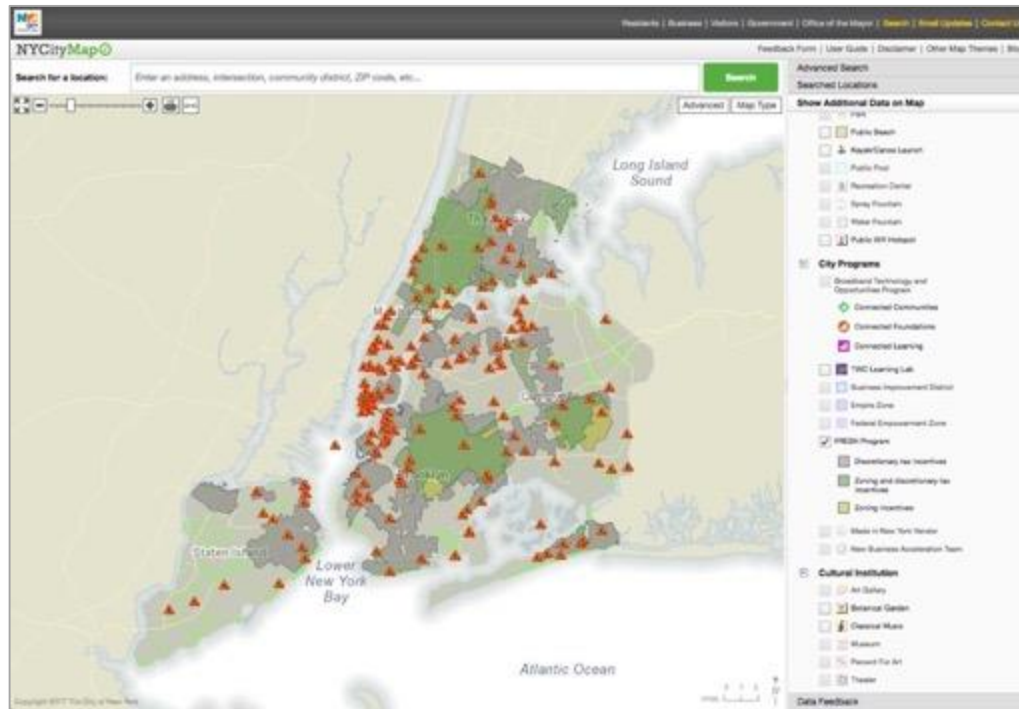 NYC
Residents | Business | Visitors | Government | Office of the Mayor | Search | Email Updates | Contact U
NYCityMap
Feedback Form | User Guide | Disclaimer | Other Map Themes | Blo
Search for a location:
Enter an address, intersection, community district, ZIP code, etc...
Search
Advanced
Map Type
Advanced Search
Searched Locations
Show Additional Data on Map
Park
Public Beach
Kayak/Canoe Launch
Public Pool
Recreation Center
Spray Fountain
Water Fountain
Public Wifi Hotspot
City Programs
Broadband Technology and
Opportunities Program
Connected Communities
Connected Foundations
Connected Learning
TWC Learning Lab
Business Improvement District
Empire Zone
Federal Empowerment Zone
FRESH Program
Discretionary tax incentives
Zoning and discretionary tax
incentives
Zoning incentives
Made in New York Vendor
New Business Acceleration Team
Cultural Institution
Art Gallery
Botanical Garden
Classical Music
Museum
Percent For Art
Theater
Data Feedback
Long Island
Sound
Staten Island
Lower
New York
Bay
Atlantic Ocean